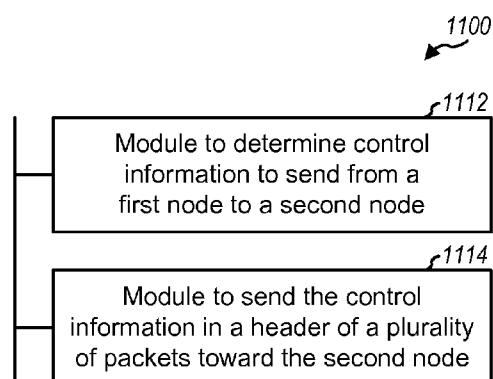 1100
1112
Module to determine control
information to send from a
first node to a second node
1114
Module to send the control
information in a header of a plurality
of packets toward the second node